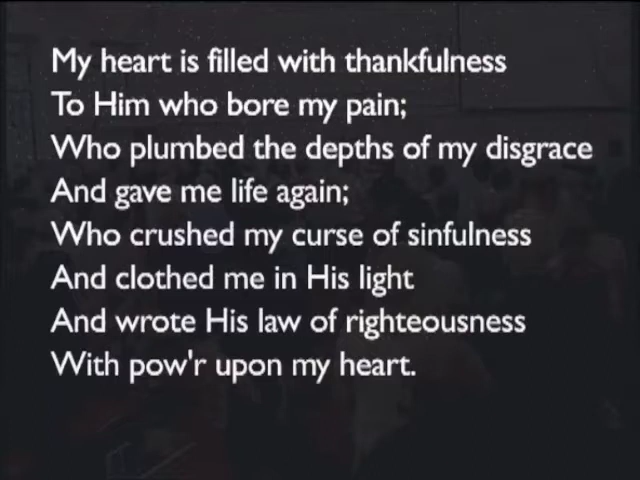 My heart is filled with thankfulness
To Him who bore my pain;
Who plumbed the depths of my disgrace
And gave me life again;
Who crushed my curse of sinfulness
And clothed me in His light
And wrote His law of righteousness
With pow'r upon my heart.